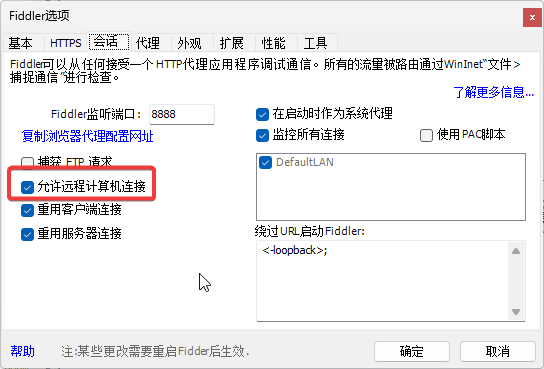 Fiddler选项
基本 HTTPS 会话 代理 外观 扩展 性能 工具
Fiddler可以从任何接受一个 HTTP代理应用程序调试通信。所有的流量被路由通过WinInet“文件>
捕捉通信”进行检查。
了解更多信息...
Fiddler监听端口: 8888
复制浏览器代理配置网址
捕获 FTP 请求
允许远程计算机连接
重用客户端连接
重用服务器连接
在启动时作为系统代理
监控所有连接 使用PAC脚本
DefaultLAN
绕过URL启动Fiddler:
<-loopback>;
帮助 注:某些更改需要重启Fidder后生效. 确定 取消